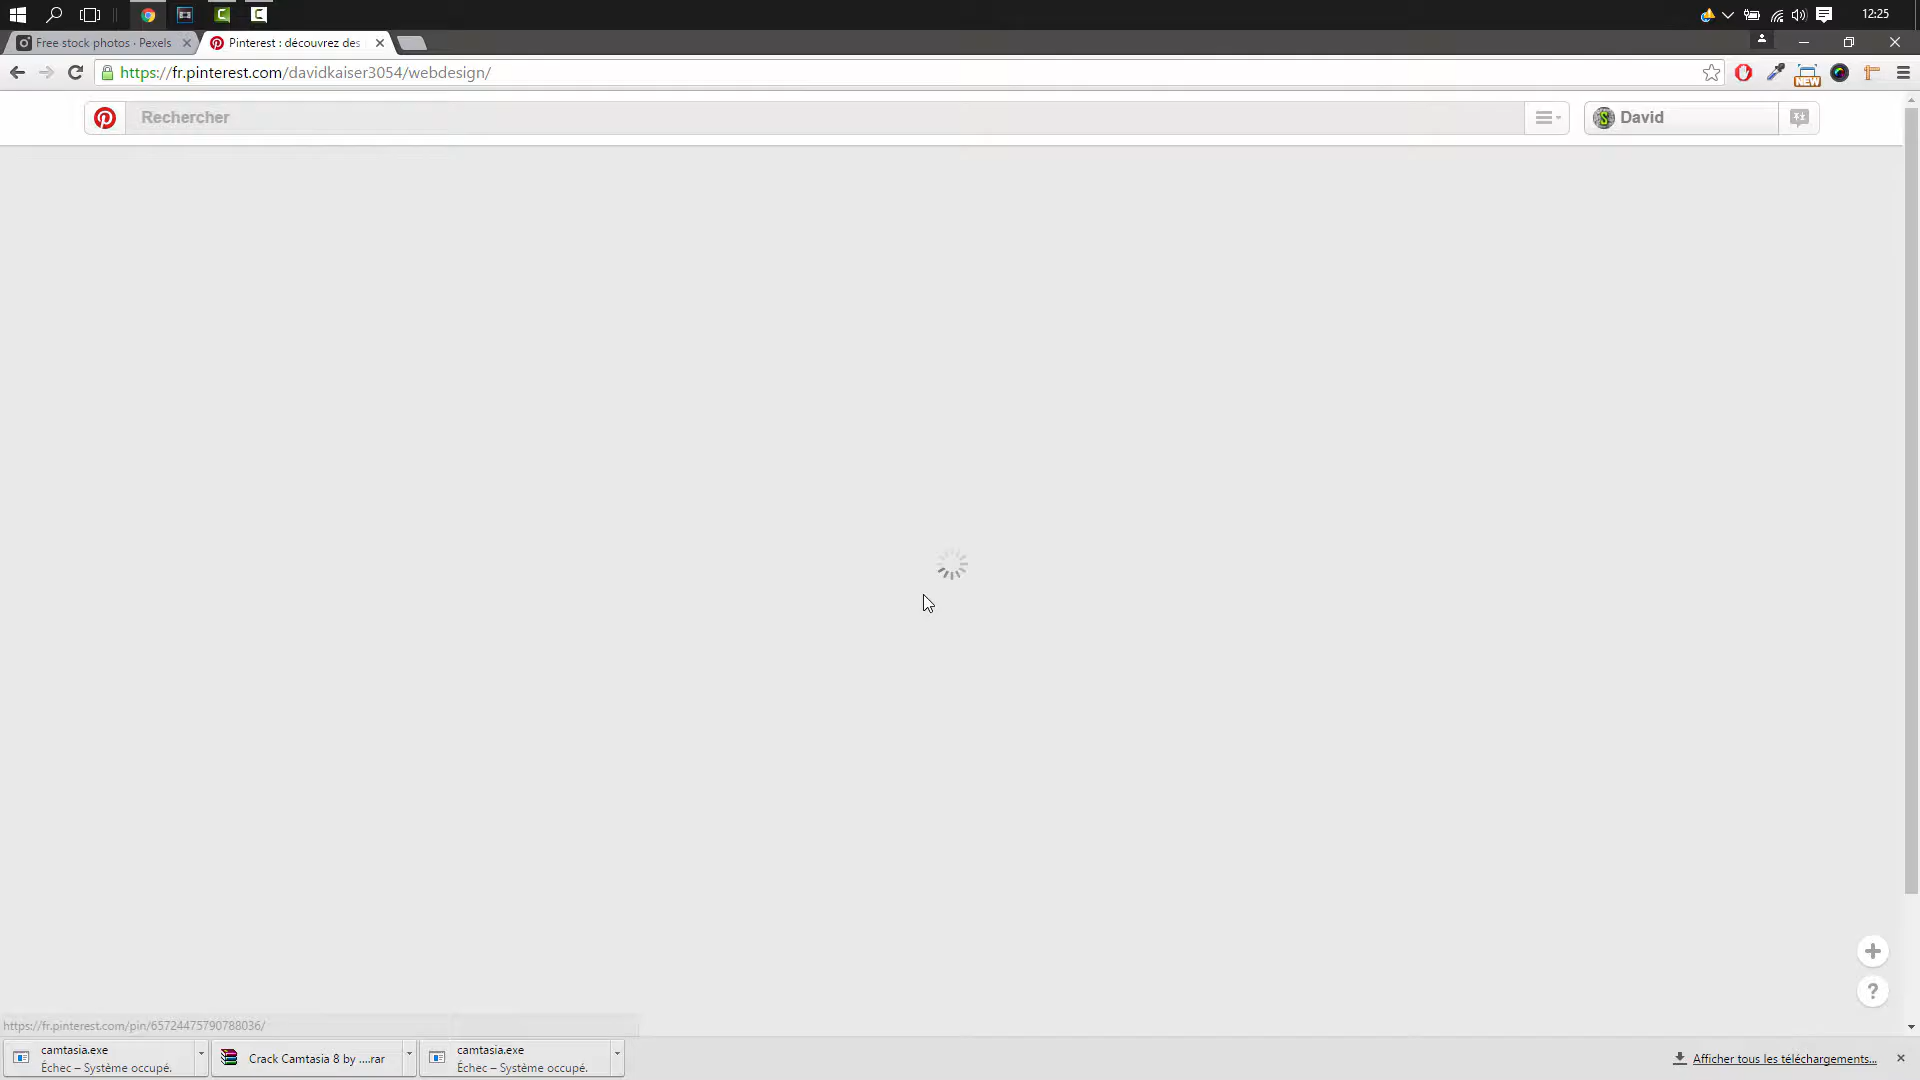 12:25
Free stock photos · Pexels
Pinterest : découvrez des
https://fr.pinterest.com/davidkaiser3054/webdesign/
NEW
Rechercher
David
+
?
https://fr.pinterest.com/pin/65724475790788036/
camtasia.exe
Échec – Système occupé.
Crack Camtasia 8 by ....rar
camtasia.exe
Échec – Système occupé.
Afficher tous les téléchargements...